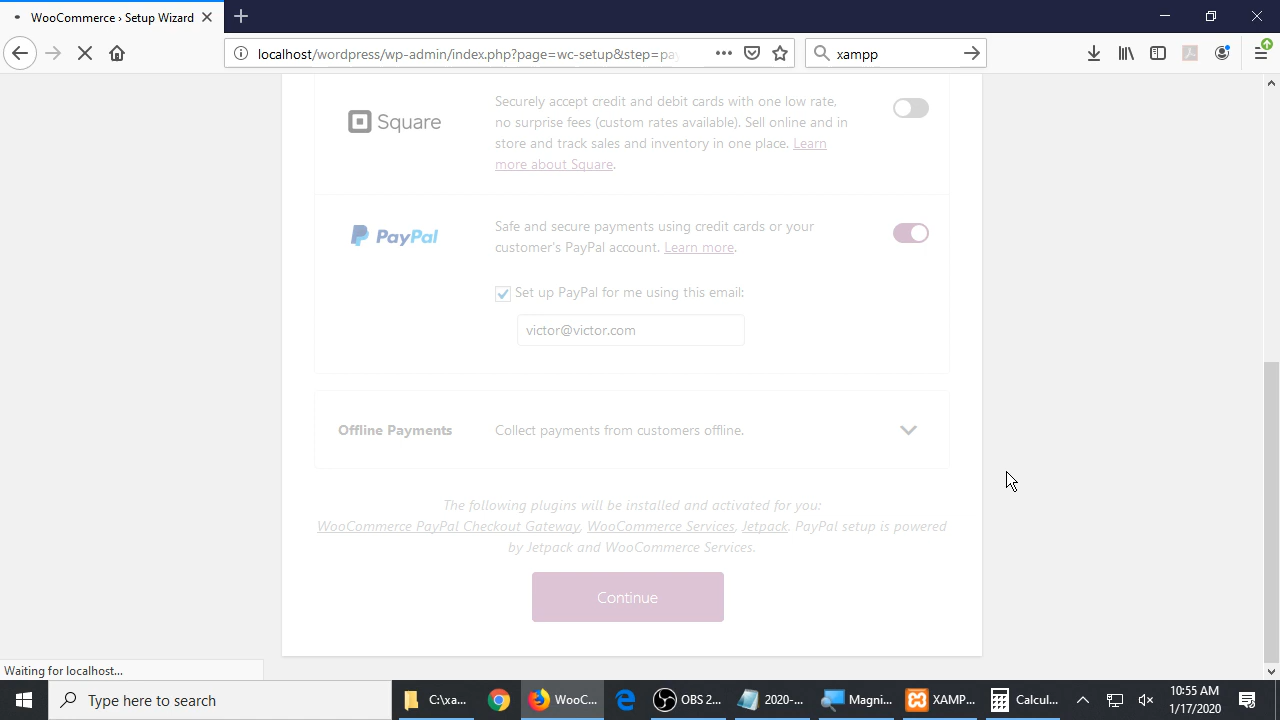 WooCommerce › Setup Wizard
localhost/wordpress/wp-admin/index.php?page=wc-setup&step=pay
xampp
Square
Securely accept credit and debit cards with one low rate,
no surprise fees (custom rates available). Sell online and in
store and track sales and inventory in one place. Learn
more about Square.
PayPal
Safe and secure payments using credit cards or your
customer's PayPal account. Learn more.
Set up PayPal for me using this email:
victor@victor.com
Offline Payments
Collect payments from customers offline.
The following plugins will be installed and activated for you:
WooCommerce PayPal Checkout Gateway, WooCommerce Services, Jetpack. PayPal setup is powered
by Jetpack and WooCommerce Services.
Continue
Waiting for localhost...
Type here to search
C:\xa...
WooC...
OBS 2...
2020-...
Magni...
XAMP...
Calcul...
10:55 AM
1/17/2020